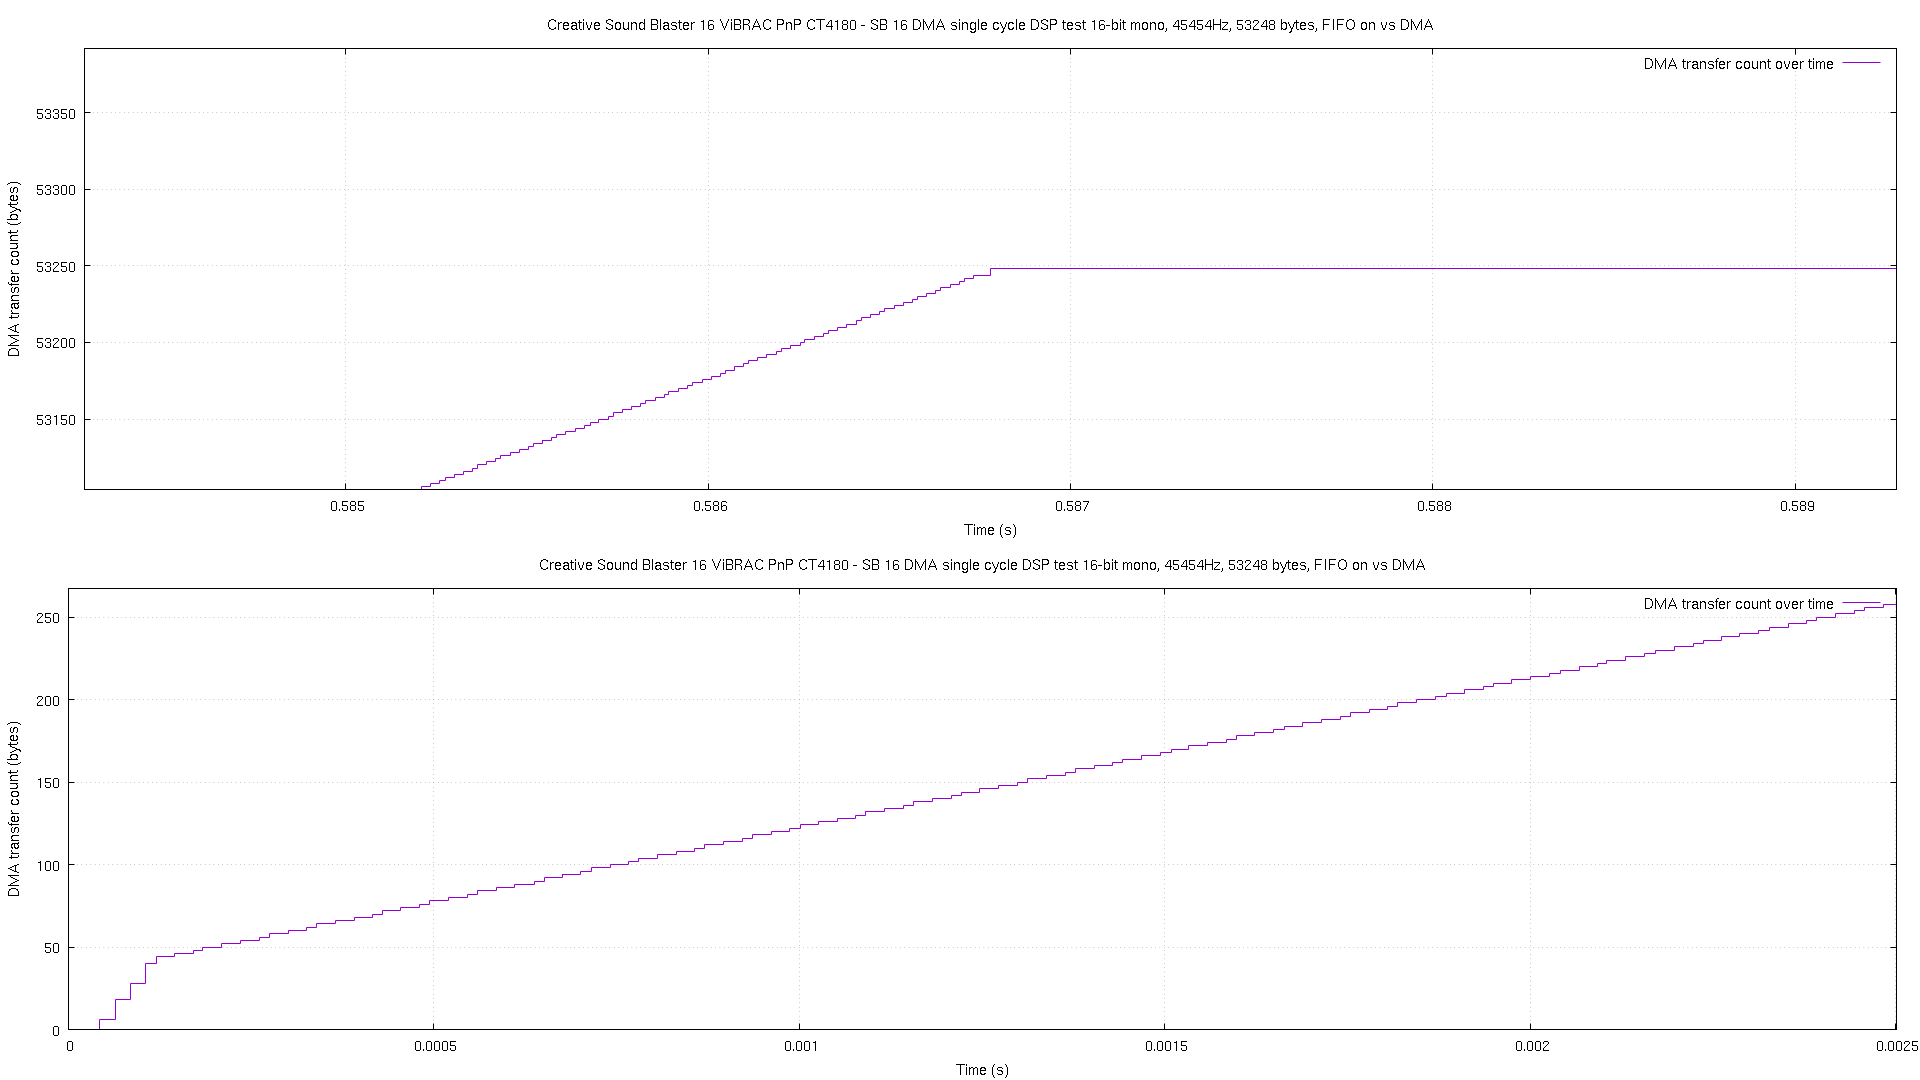 Creative Sound Blaster 16 ViBRAC PnP CT4180 - SB 16 DMA single cycle DSP test 16-bit mono, 45454Hz, 53248 bytes, FIFO on vs DMA
DMA transfer count over time
DMA transfer count (bytes)
53350
53300
53250
53200
53150
0.585 0.586 0.587 0.588 0.589
Time (s)
Creative Sound Blaster 16 ViBRAC PnP CT4180 - SB 16 DMA single cycle DSP test 16-bit mono, 45454Hz, 53248 bytes, FIFO on vs DMA
DMA transfer count over time
DMA transfer count (bytes)
250
200
150
100
50
0
0 0.0005 0.001 0.0015 0.002 0.0025
Time (s)